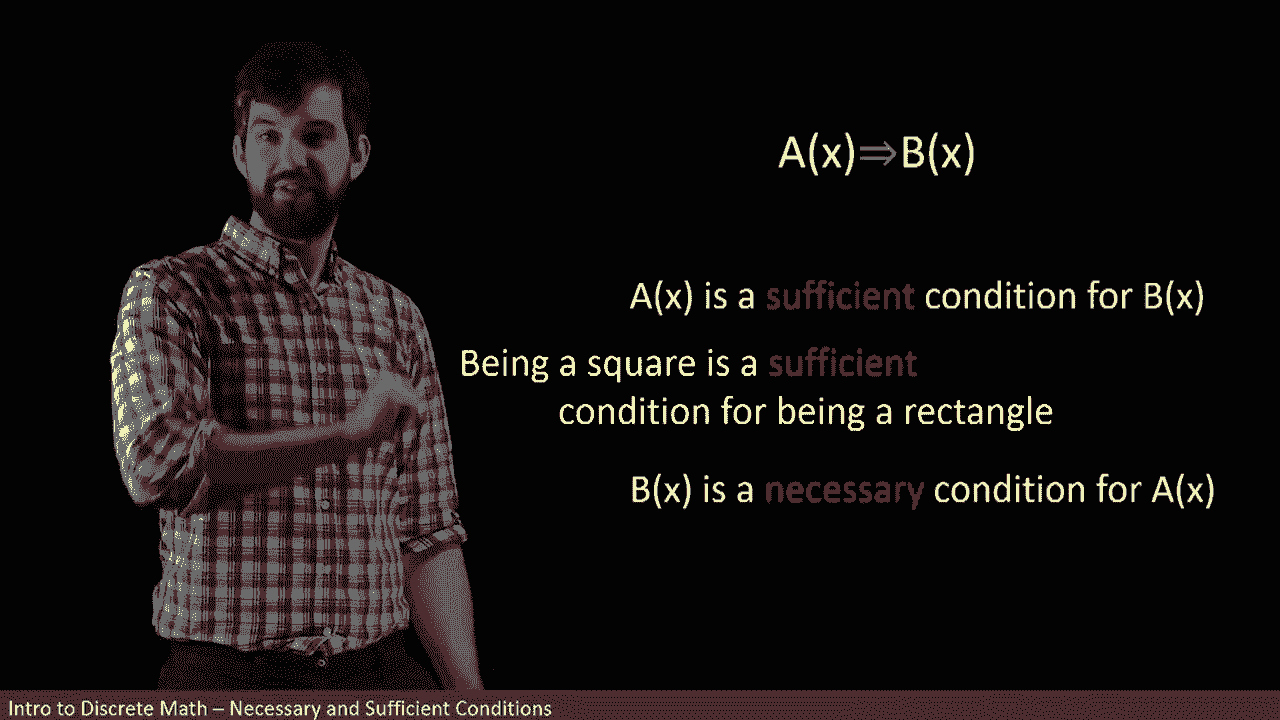 A(x)⇒B(x)
A(x) is a sufficient condition for B(x)
Being a square is a sufficient
condition for being a rectangle
B(x) is a necessary condition for A(x)
Intro to Discrete Math – Necessary and Sufficient Conditions